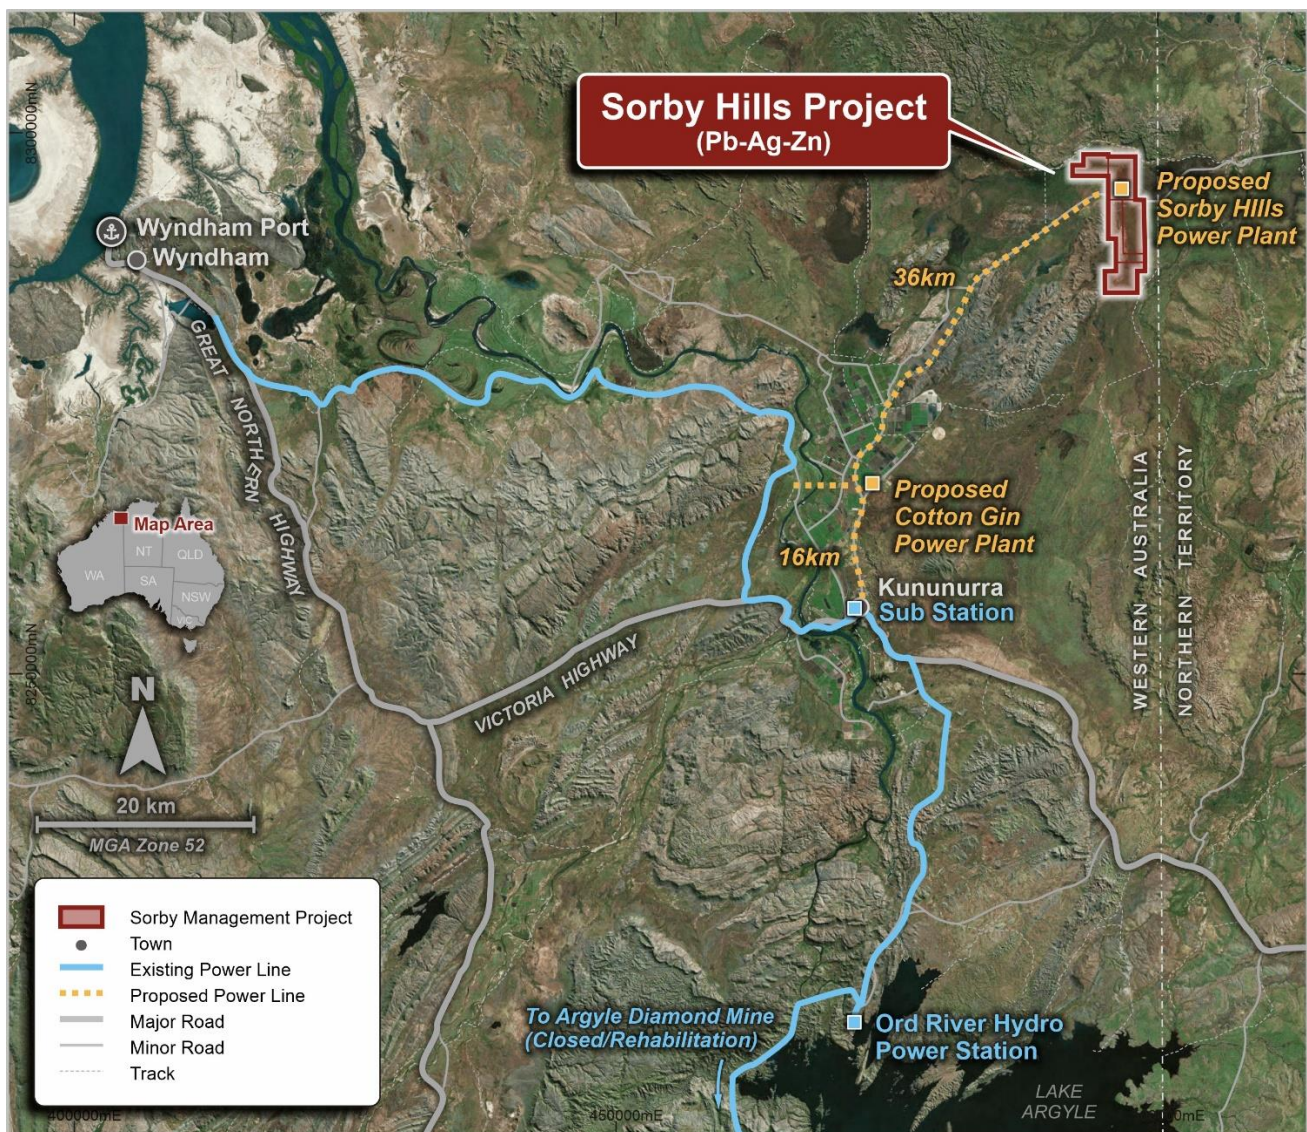 Sorby Hills Project
(Pb-Ag-Zn)
8300000mN
Proposed
Sorby HIlls
Power Plant
Wyndham Port
Wyndham
36km
GREAT NORTHERN HIGHWAY
Proposed
Cotton Gin
Power Plant
16km
WESTERN AUSTRALIA
NORTHERN TERRITORY
Map Area
NT
QLD
WA
SA
NSW
VIC
TAS
Kununurra
Sub Station
8250000mN
VICTORIA HIGHWAY
N
20 km
MGA Zone 52
Sorby Management Project
Town
Existing Power Line
Proposed Power Line
Major Road
Minor Road
Track
To Argyle Diamond Mine
(Closed/Rehabilitation)
Ord River Hydro
Power Station
LAKE
ARGYLE
400000mE
450000mE